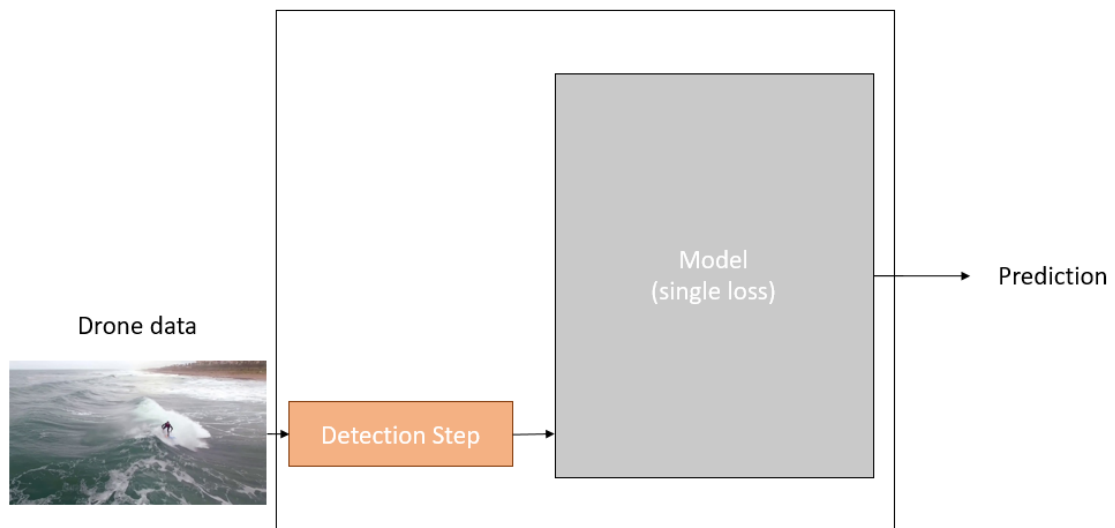 Drone data
Detection Step
Model
(single loss)
Prediction